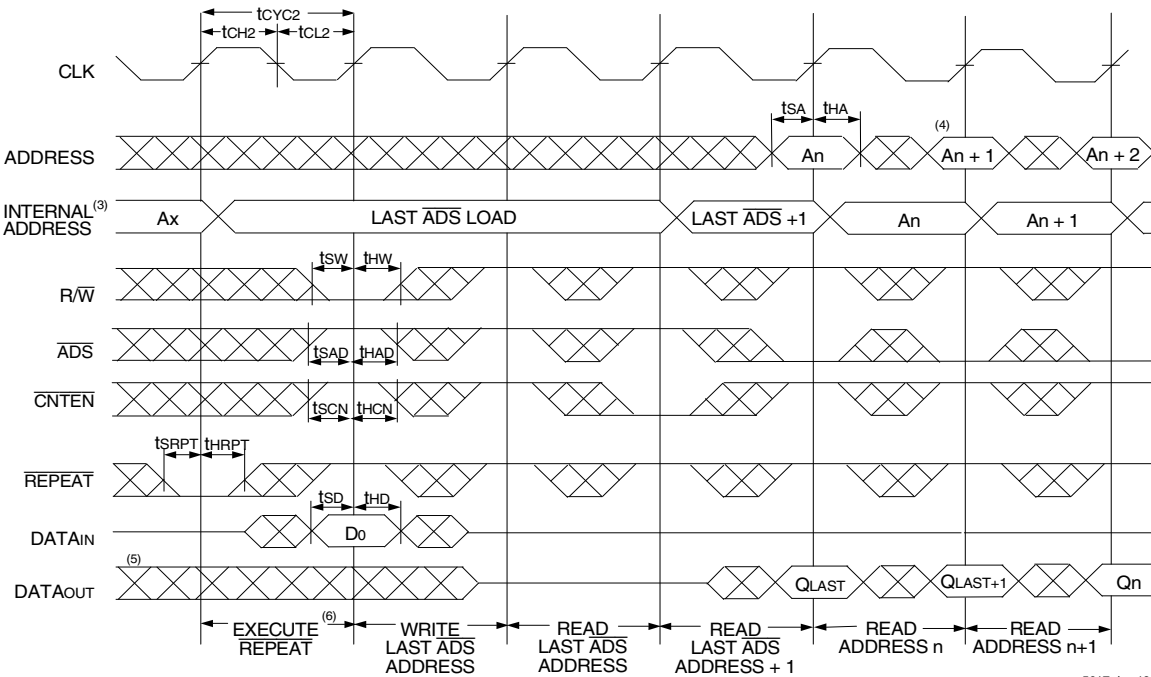 tCYC2
tCH2 tCL2
CLK
tSA tHA
ADDRESS An (4) An + 1 An + 2
INTERNAL(3) ADDRESS Ax LAST ADS LOAD LAST ADS +1 An An + 1
tSW tHW
R/W
ADS tSAD tHAD
CNTEN
tSCN tHCN
tSRPT tHRPT
REPEAT
tSD tHD
DATAIN D0
(5)
DATAOUT QLAST QLAST+1 Qn
EXECUTE (6) REPEAT
WRITE LAST ADS ADDRESS
READ LAST ADS ADDRESS
READ LAST ADS ADDRESS + 1
READ ADDRESS n
READ ADDRESS n+1